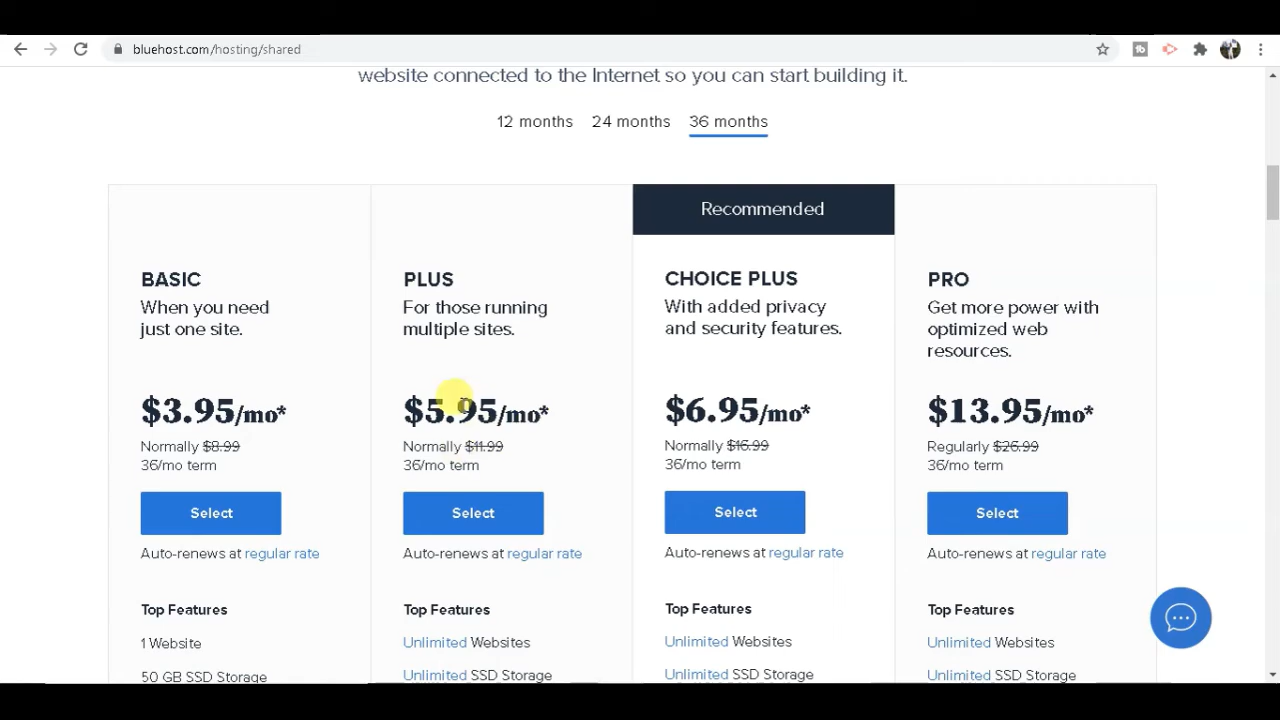 bluehost.com/hosting/shared
website connected to the Internet so you can start building it.
12 months 24 months 36 months
Recommended
BASIC
When you need
just one site.
$3.95/mo*
Normally $8.99
36/mo term
Select
Auto-renews at regular rate
Top Features
1 Website
50 GB SSD Storage
PLUS
For those running
multiple sites.
$5.95/mo*
Normally $11.99
36/mo term
Select
Auto-renews at regular rate
Top Features
Unlimited Websites
Unlimited SSD Storage
CHOICE PLUS
With added privacy
and security features.
$6.95/mo*
Normally $16.99
36/mo term
Select
Auto-renews at regular rate
Top Features
Unlimited Websites
Unlimited SSD Storage
PRO
Get more power with
optimized web
resources.
$13.95/mo*
Regularly $26.99
36/mo term
Select
Auto-renews at regular rate
Top Features
Unlimited Websites
Unlimited SSD Storage